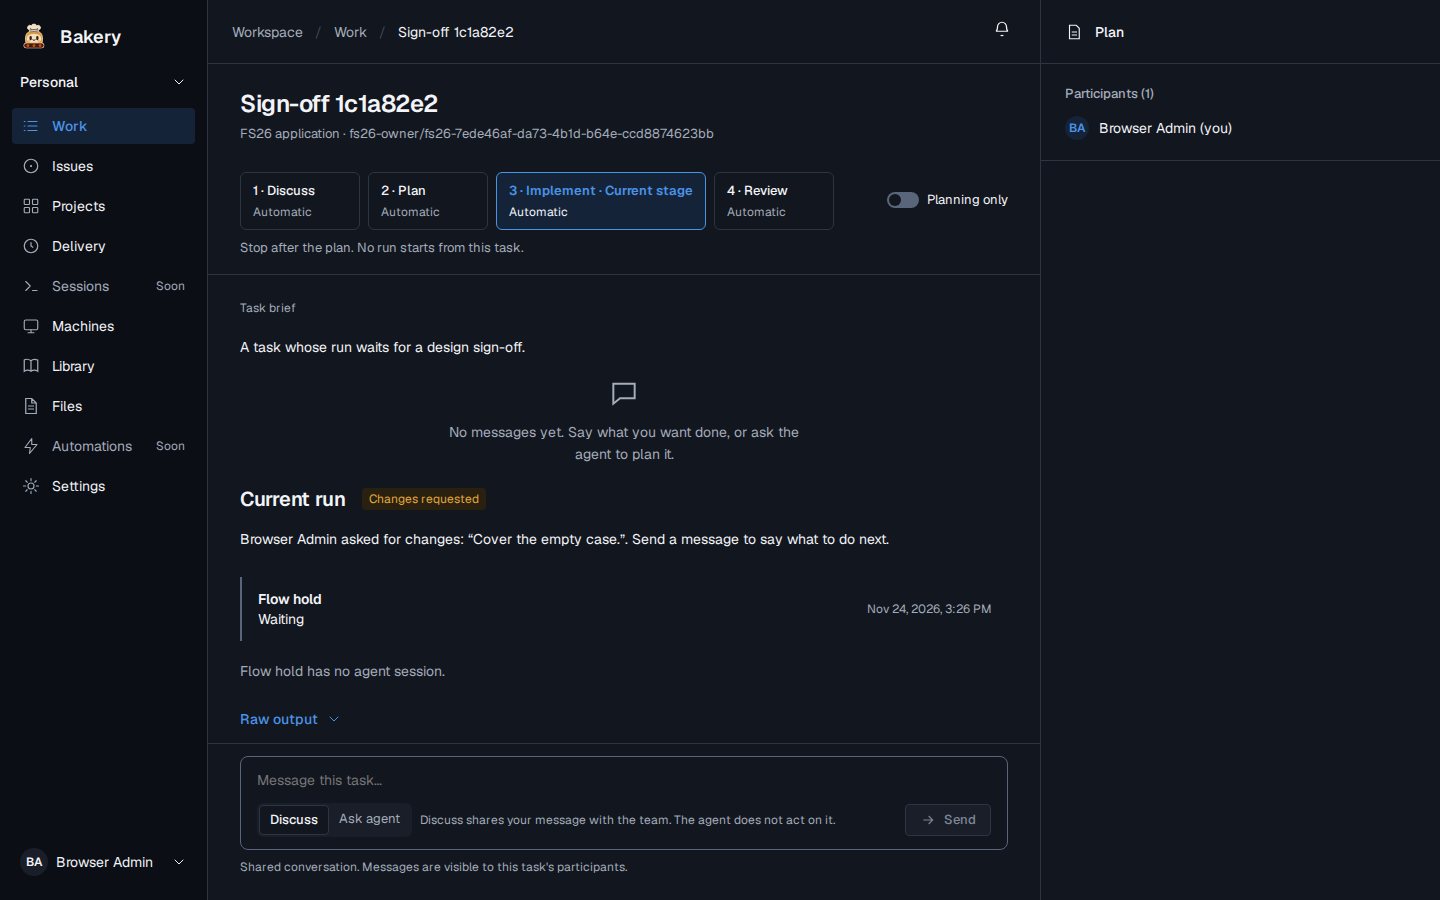 Bakery
Personal
Work
Issues
Projects
Delivery
Sessions Soon
Machines
Library
Files
Automations Soon
Settings
BA Browser Admin
Workspace / Work / Sign-off 1c1a82e2
Sign-off 1c1a82e2
FS26 application · fs26-owner/fs26-7ede46af-da73-4b1d-b64e-ccd8874623bb
1 · Discuss
Automatic
2 · Plan
Automatic
3 · Implement · Current stage
Automatic
4 · Review
Automatic
Planning only
Stop after the plan. No run starts from this task.
Task brief
A task whose run waits for a design sign-off.
No messages yet. Say what you want done, or ask the
agent to plan it.
Current run Changes requested
Browser Admin asked for changes: “Cover the empty case.”. Send a message to say what to do next.
Flow hold
Waiting
Nov 24, 2026, 3:26 PM
Flow hold has no agent session.
Raw output
Message this task…
Discuss Ask agent Discuss shares your message with the team. The agent does not act on it. Send
Shared conversation. Messages are visible to this task's participants.
Plan
Participants (1)
BA Browser Admin (you)